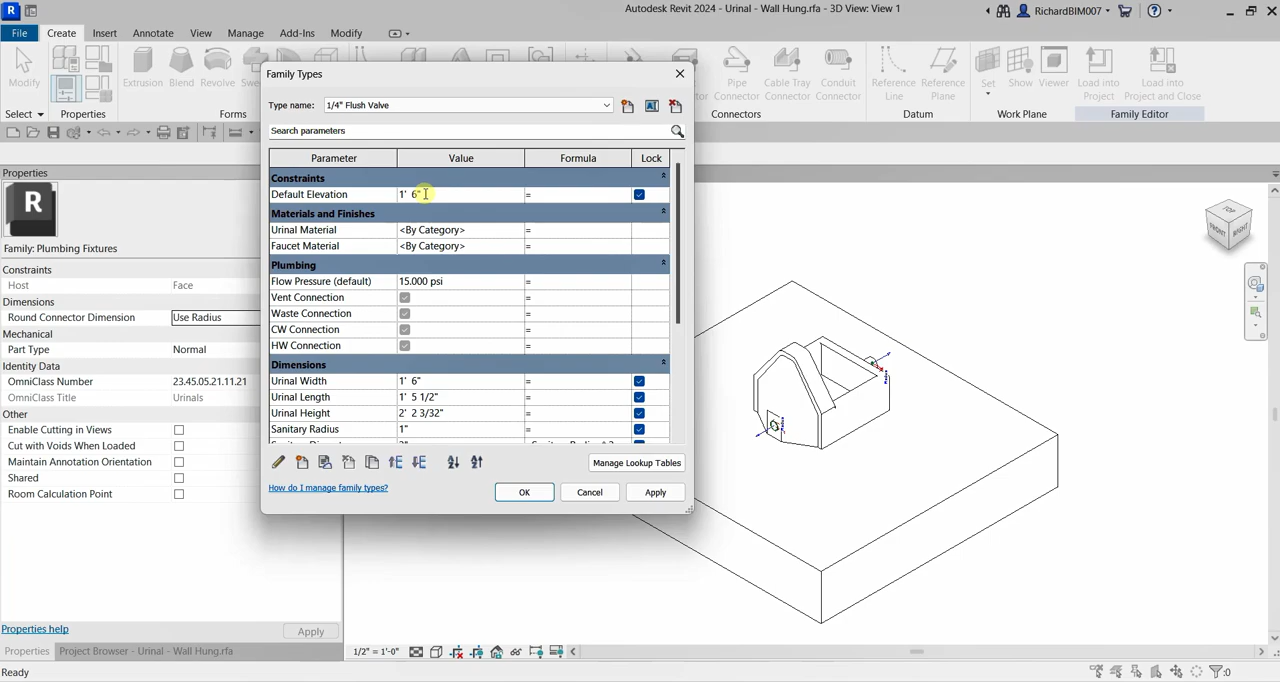 R
Autodesk Revit 2024 - Urinal - Wall Hung.rfa - 3D View: View 1
RichardBIM007
File Create Insert Annotate View Manage Add-Ins Modify
Modify
Extrusion Blend Revolve
Pipe Connector
Cable Tray Connector
Conduit Connector
Reference Line
Reference Plane
Set Show Viewer
Load into Project
Load into Project and Close
Select Properties Forms Connectors Datum Work Plane Family Editor
Properties
R
Family: Plumbing Fixtures
Constraints
Host Face
Dimensions
Round Connector Dimension Use Radius
Mechanical
Part Type Normal
Identity Data
OmniClass Number 23.45.05.21.11.21
OmniClass Title Urinals
Other
Enable Cutting in Views
Cut with Voids When Loaded
Maintain Annotation Orientation
Shared
Room Calculation Point
Properties help
Apply
Properties Project Browser - Urinal - Wall Hung.rfa
Ready
Family Types
Type name: 1/4" Flush Valve
Search parameters
Parameter Value Formula Lock
Constraints
Default Elevation 1' 6" =
Materials and Finishes
Urinal Material <By Category> =
Faucet Material <By Category> =
Plumbing
Flow Pressure (default) 15.000 psi =
Vent Connection =
Waste Connection =
CW Connection =
HW Connection =
Dimensions
Urinal Width 1' 6" =
Urinal Length 1' 5 1/2" =
Urinal Height 2' 2 3/32" =
Sanitary Radius 1" =
Manage Lookup Tables
How do I manage family types?
OK Cancel Apply
TOP
FRONT RIGHT
1/2" = 1'-0"
:0